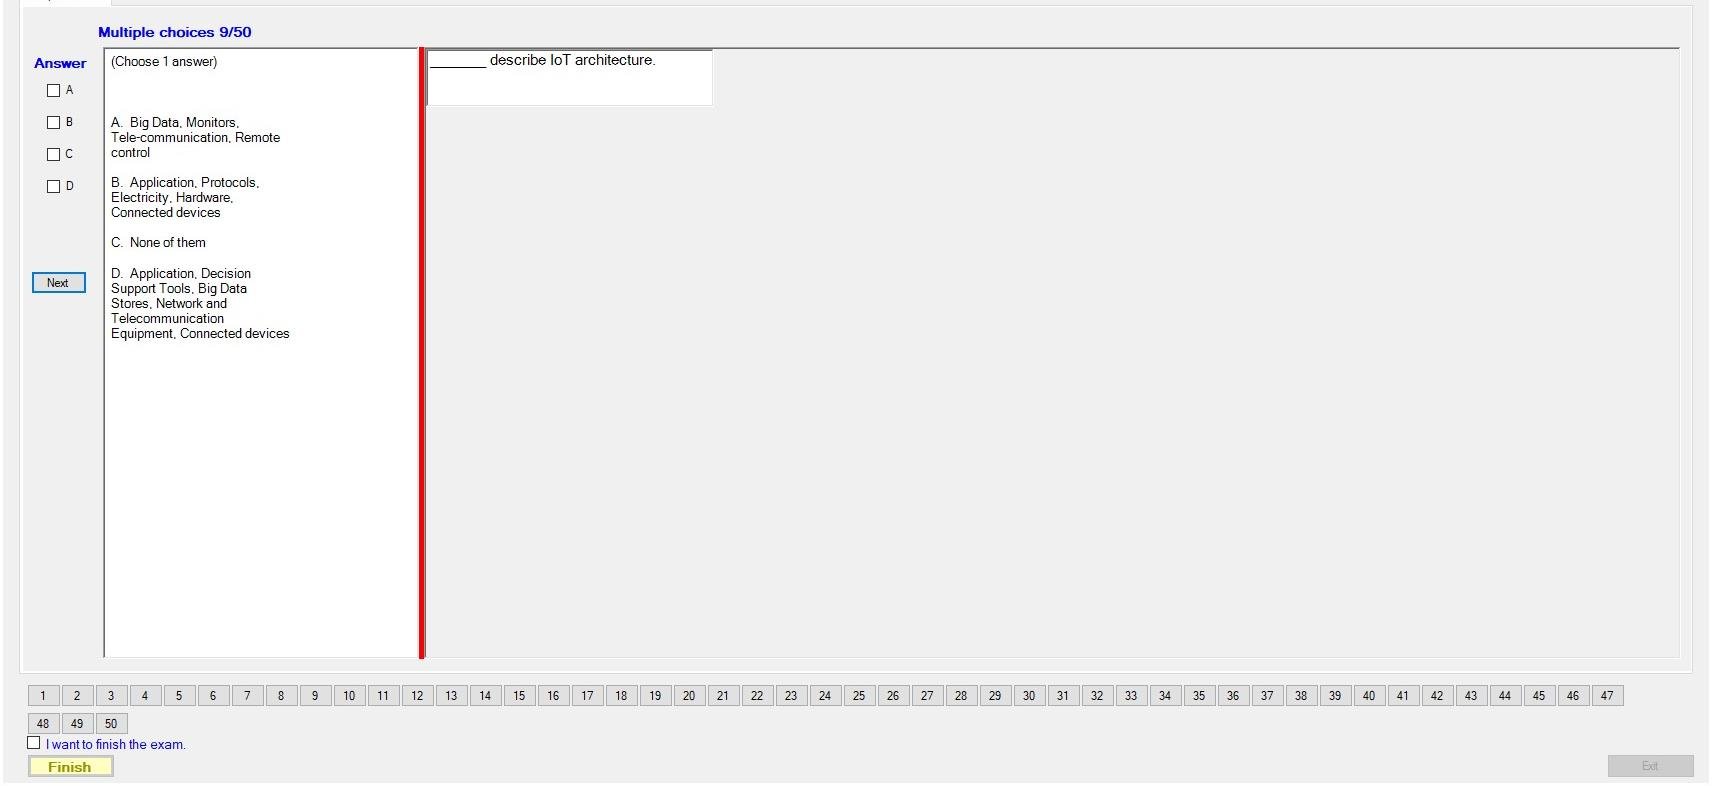 Multiple choices 9/50
Answer
A
B
C
D
Next
(Choose 1 answer)
A. Big Data, Monitors,
Tele-communication, Remote
control
B. Application, Protocols,
Electricity, Hardware,
Connected devices
C. None of them
D. Application, Decision
Support Tools, Big Data
Stores, Network and
Telecommunication
Equipment, Connected devices
_______ describe IoT architecture.
1 2 3 4 5 6 7 8 9 10 11 12 13 14 15 16 17 18 19 20 21 22 23 24 25 26 27 28 29 30 31 32 33 34 35 36 37 38 39 40 41 42 43 44 45 46 47
48 49 50
I want to finish the exam.
Finish
Exit